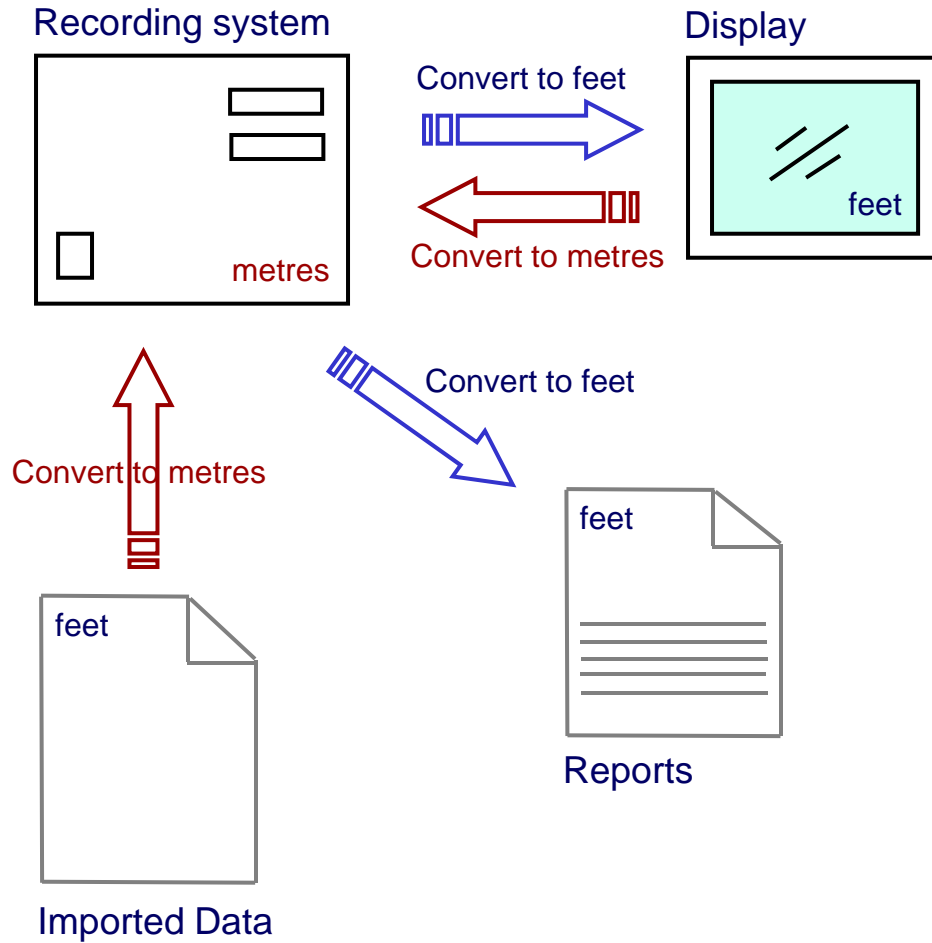 Recording system
Display
Convert to feet
feet
Convert to metres
metres
Convert to feet
Convert to metres
feet
feet
Reports
Imported Data